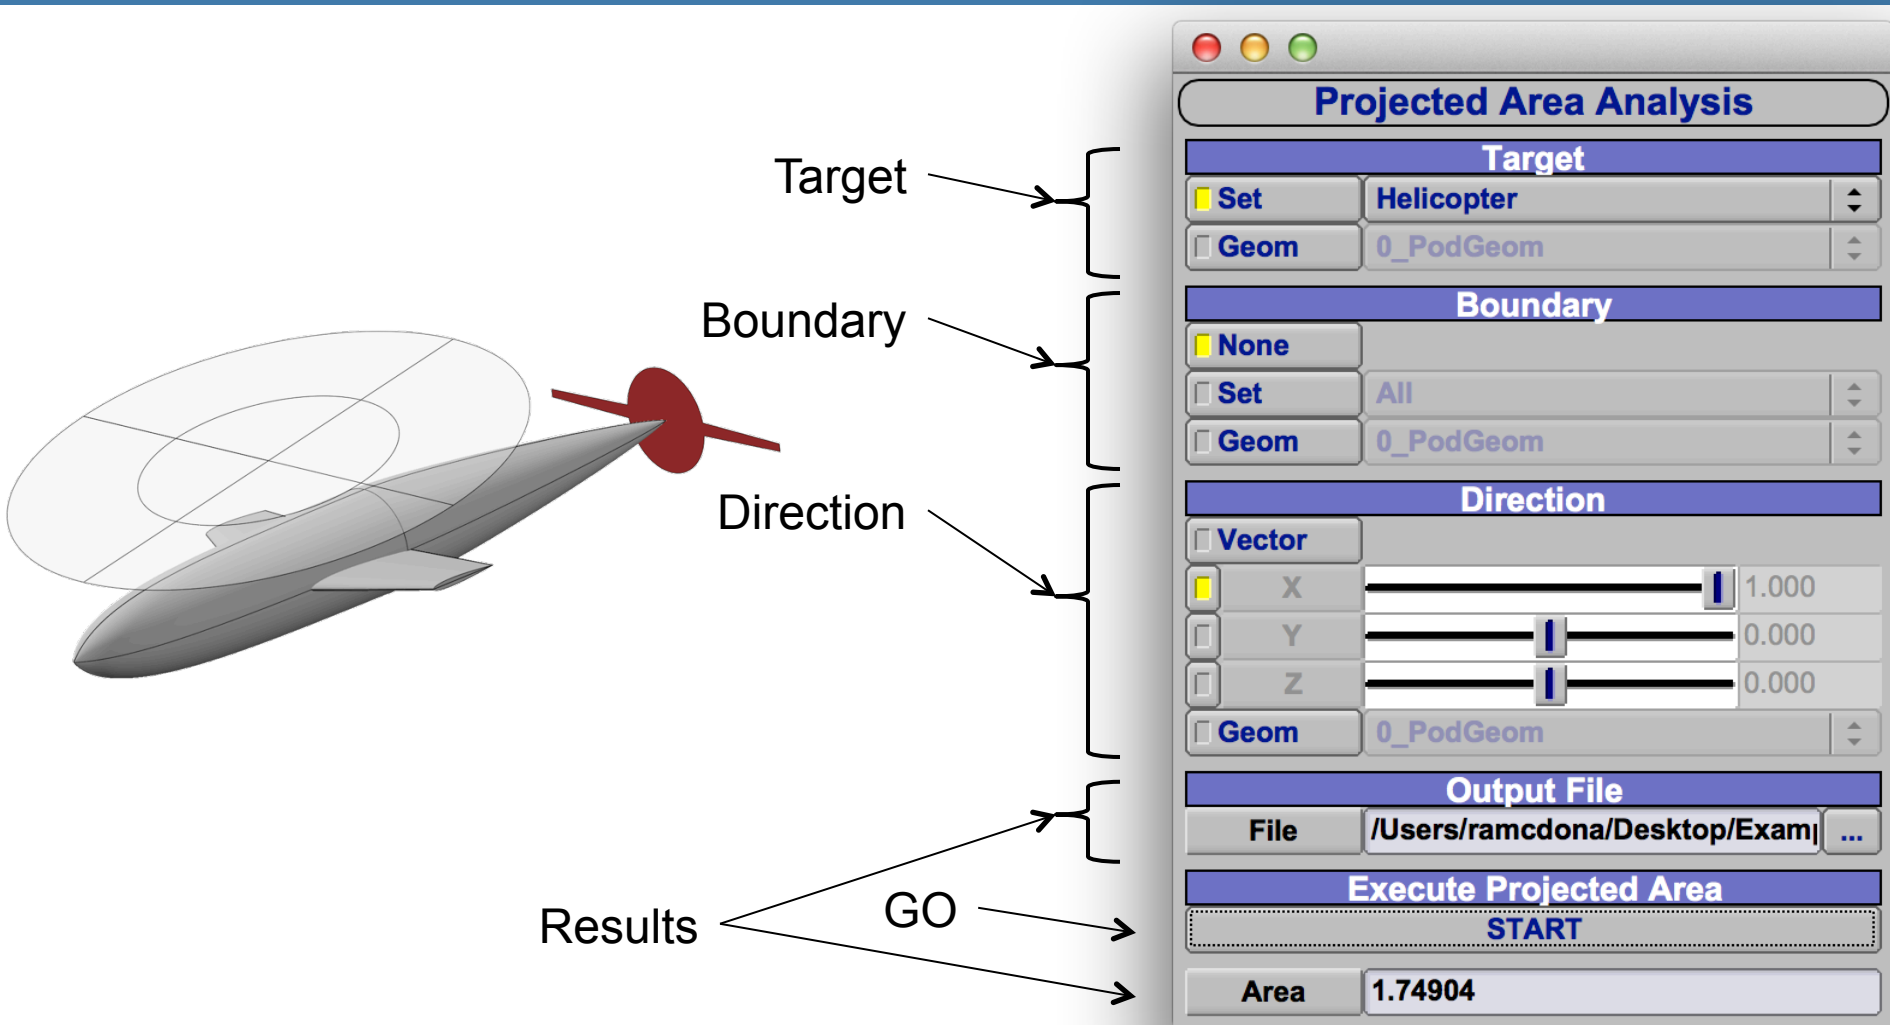 Projected Area Analysis
Target
Target
Set Helicopter
Geom 0_PodGeom
Boundary
Boundary
None
Set All
Geom 0_PodGeom
Direction
Direction
Vector
X 1.000
Y 0.000
Z 0.000
Geom 0_PodGeom
Output File
File /Users/ramcdona/Desktop/Exam ...
Results
GO
Execute Projected Area
START
Area 1.74904